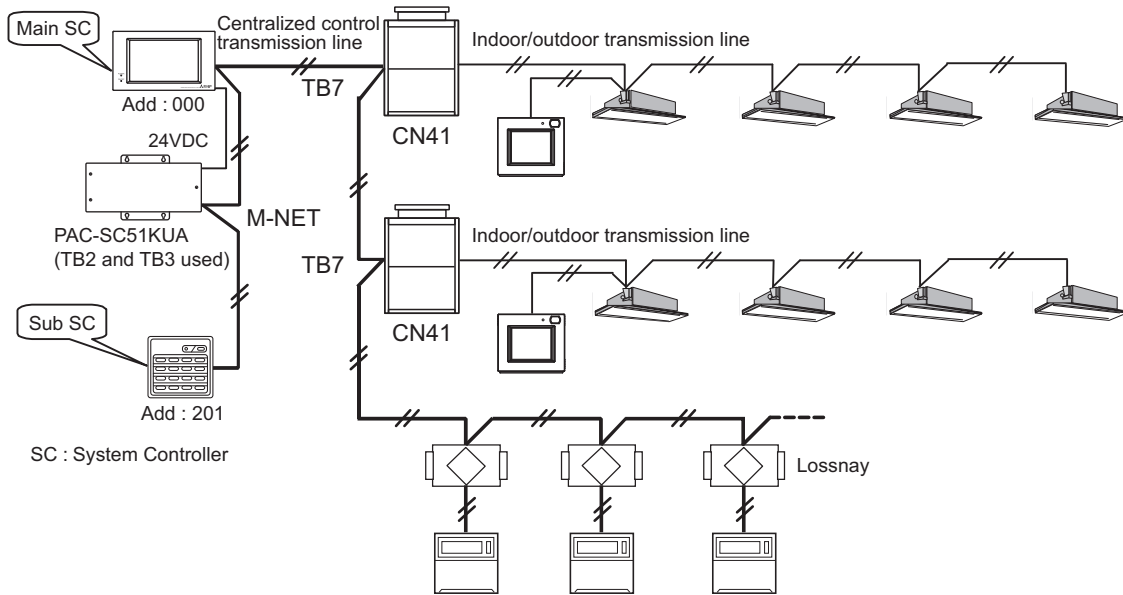 Main SC
Centralized control
transmission line
Indoor/outdoor transmission line
TB7
Add : 000
CN41
24VDC
M-NET
PAC-SC51KUA
(TB2 and TB3 used)
Indoor/outdoor transmission line
TB7
CN41
Sub SC
Add : 201
SC : System Controller
Lossnay